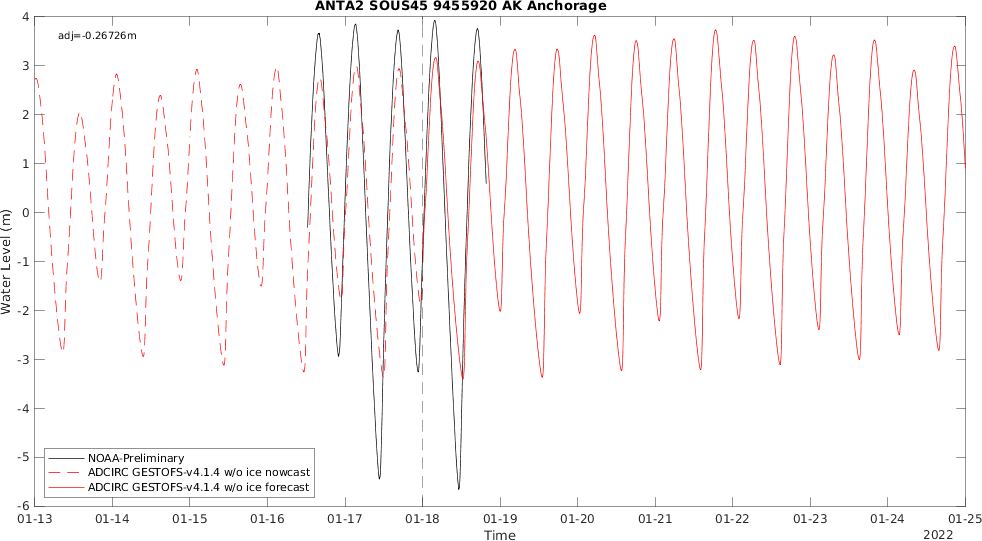 ANTA2 SOUS45 9455920 AK Anchorage
adj=-0.26726m
4
3
2
1
0
-1
-2
-3
-4
-5
-6
Water Level (m)
NOAA-Preliminary
ADCIRC GESTOFS-v4.1.4 w/o ice nowcast
ADCIRC GESTOFS-v4.1.4 w/o ice forecast
01-13 01-14 01-15 01-16 01-17 01-18 01-19 01-20 01-21 01-22 01-23 01-24 01-25
Time
2022